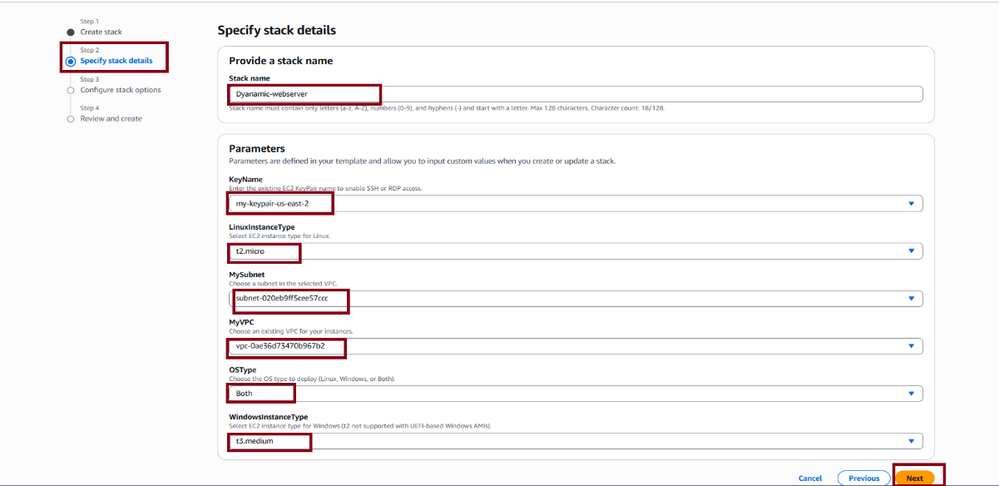 Step 1
Create stack
Step 2
Specify stack details
Step 3
Configure stack options
Step 4
Review and create
Specify stack details
Provide a stack name
Stack name
Dyanamic-webserver
Stack name must contain only letters (a-z, A-Z), numbers (0-9), and hyphens (-) and start with a letter. Max 128 characters. Character count: 18/128.
Parameters
Parameters are defined in your template and allow you to input custom values when you create or update a stack.
KeyName
Enter the existing EC2 KeyPair name to enable SSH or RDP access.
my-keypair-us-east-2
LinuxInstanceType
Select EC2 instance type for Linux.
t2.micro
MySubnet
Choose a subnet in the selected VPC.
subnet-020eb9ff5cee57ccc
MyVPC
Choose an existing VPC for your instances.
vpc-0ae36d73470b967b2
OSType
Choose the OS type to deploy (Linux, Windows, or Both).
Both
WindowsInstanceType
Select EC2 instance type for Windows (t2 not supported with UEFI-based Windows AMIs).
t3.medium
Cancel
Previous
Next